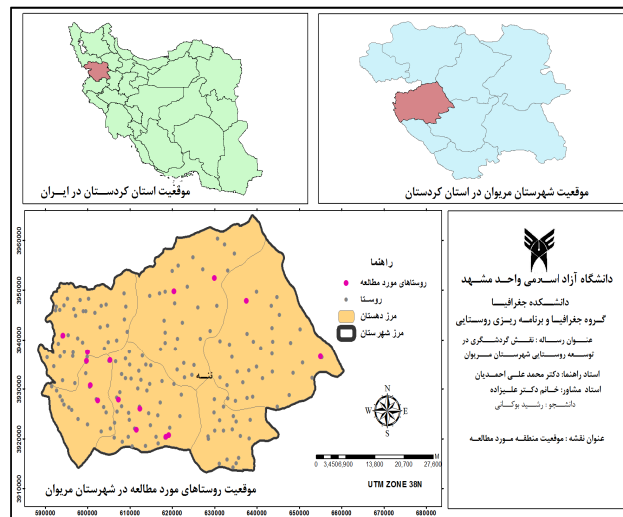 موقعیت استان کردستان در ایران
موقعیت شهرستان مریوان در استان کردستان
راهنما
روستاهای مورد مطالعه
روستا
مرز دهستان
مرز شهرستان
ننه
N
W E
S
0 3,4506,900 13,800 20,700 27,600
M
UTM ZONE 38N
موقعیت روستاهای مورد مطالعه در شهرستان مریوان
3960000
3950000
3940000
3930000
3920000
3910000
590000 600000 610000 620000 630000 640000 650000 660000 670000 680000
دانشگاه آزاد اسلامی واحد مشهد
دانشکده جغرافیا
گروه جغرافیا و برنامه ریزی روستایی
عنوان رساله: نقش گردشگری در
توسعه روستایی شهرستان مریوان
استاد راهنما: دکتر محمد علی احمدیان
استاد مشاور: خانم دکتر علیزاده
دانشجو: رشید بوکانی
عنوان نقشه: موقعیت منطقه مورد مطالعه